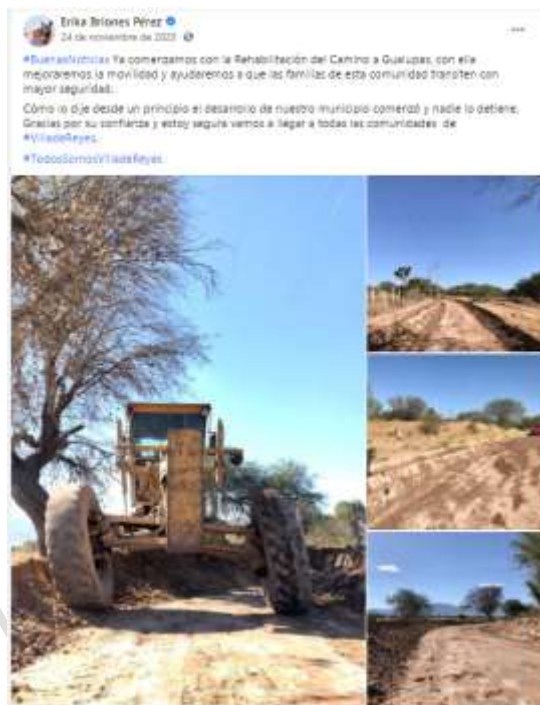 Erika Briones Pérez
24 de noviembre de 2023
#BuenasNoticias Ya comenzamos con la Rehabilitación del Camino a Gualupas, con ella
mejoraremos la movilidad y ayudaremos a que las familias de esta comunidad transiten con
mayor seguridad.
Cómo lo dije desde un principio el desarrollo de nuestro municipio comenzó y nadie lo detiene.
Gracias por su confianza y estoy segura vamos a llegar a todas las comunidades de
#VilladeReyes.
#TodosSomosVilladeReyes